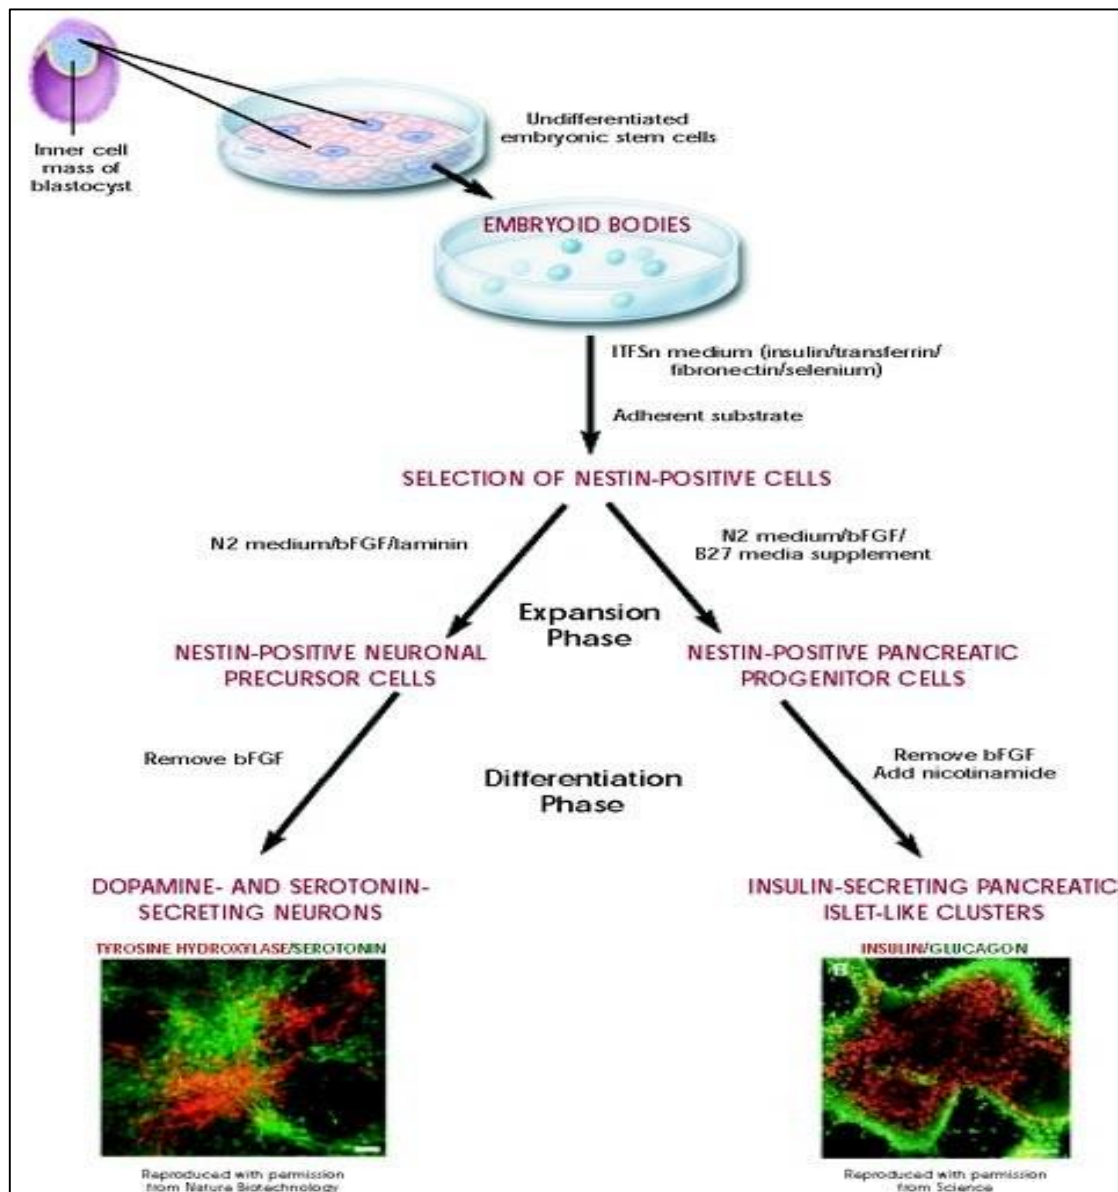 Inner cell
mass of
blastocyst
Undifferentiated
embryonic stem cells
EMBRYOID BODIES
ITFSn medium (insulin/transferrin/
fibronectin/selenium)
Adherent substrate
SELECTION OF NESTIN-POSITIVE CELLS
N2 medium/bFGF/laminin
N2 medium/bFGF/
B27 media supplement
Expansion
Phase
NESTIN-POSITIVE NEURONAL
PRECURSOR CELLS
NESTIN-POSITIVE PANCREATIC
PROGENITOR CELLS
Remove bFGF
Remove bFGF
Add nicotinamide
Differentiation
Phase
DOPAMINE- AND SEROTONIN-
SECRETING NEURONS
INSULIN-SECRETING PANCREATIC
ISLET-LIKE CLUSTERS
TYROSINE HYDROXYLASE/SEROTONIN
INSULIN/GLUCAGON
B
Reproduced with permission
from Nature Biotechnology
Reproduced with permission
from Science